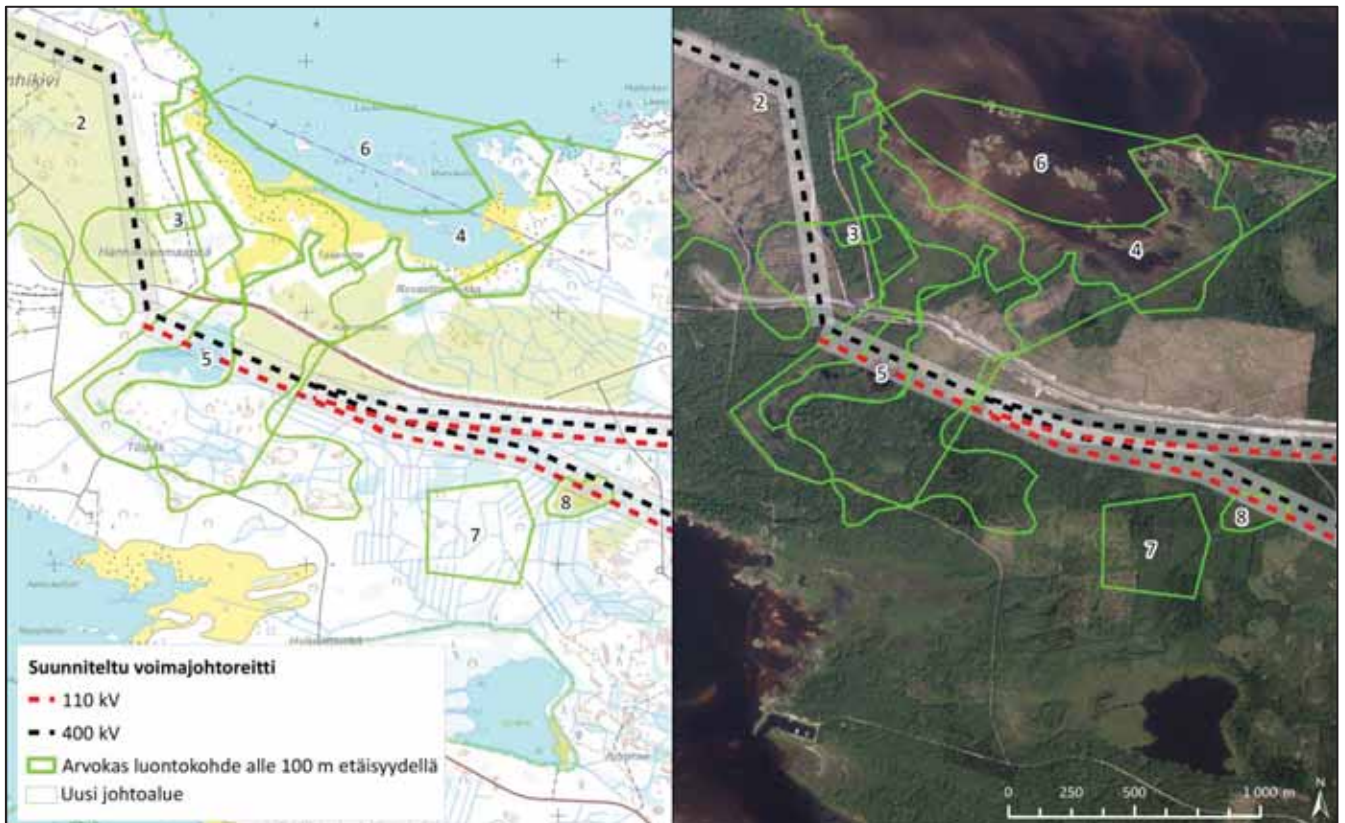 2
6
3
4
5
7
8
Suunniteltu voimajohtoreitti
110 kV
400 kV
Arvokas luontokohde alle 100 m etäisyydellä
Uusi johtoalue
2
6
3
4
5
7
8
N
0 250 500 1 000 m